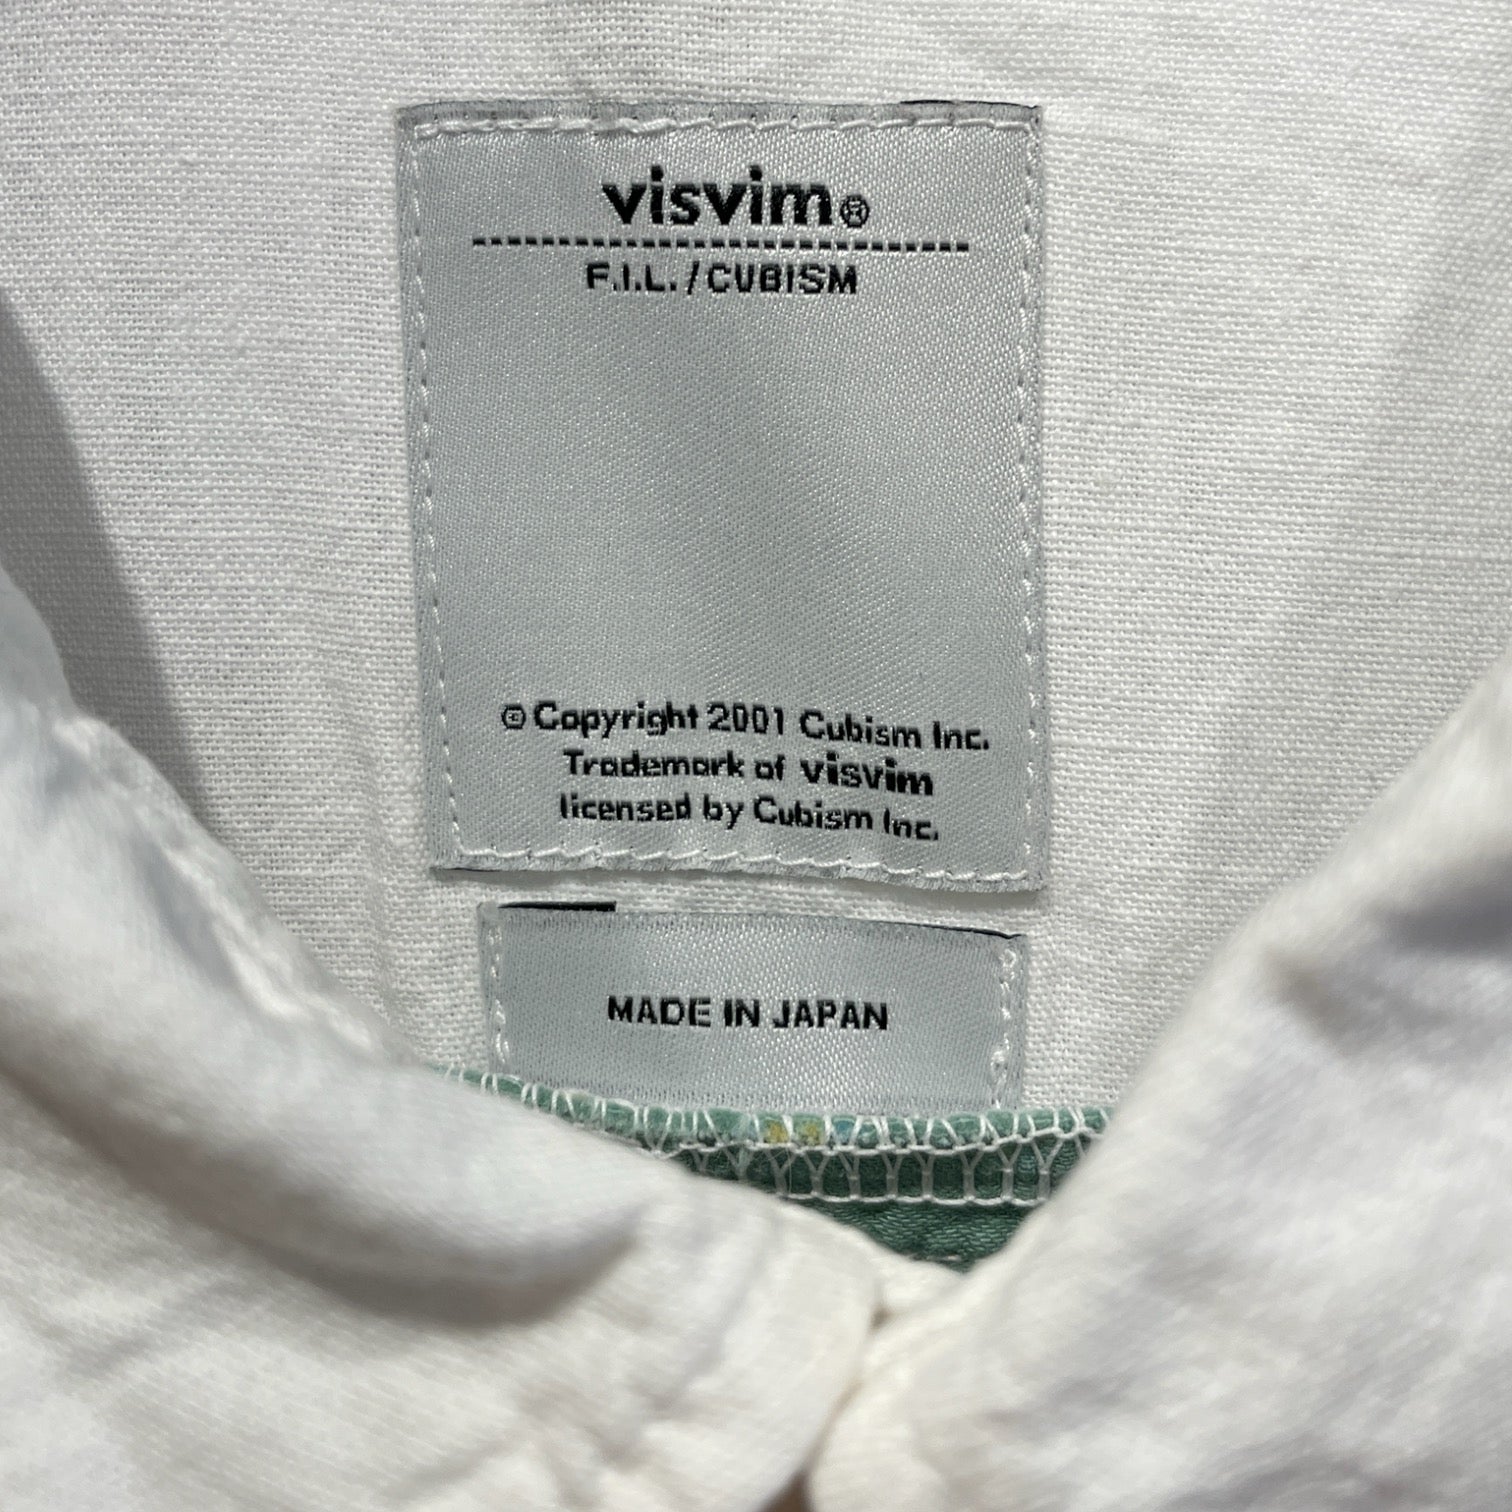 visvim®
F.I.L./CUBISM
© Copyright 2001 Cubism Inc.
Trademark of visvim
licensed by Cubism Inc.
MADE IN JAPAN